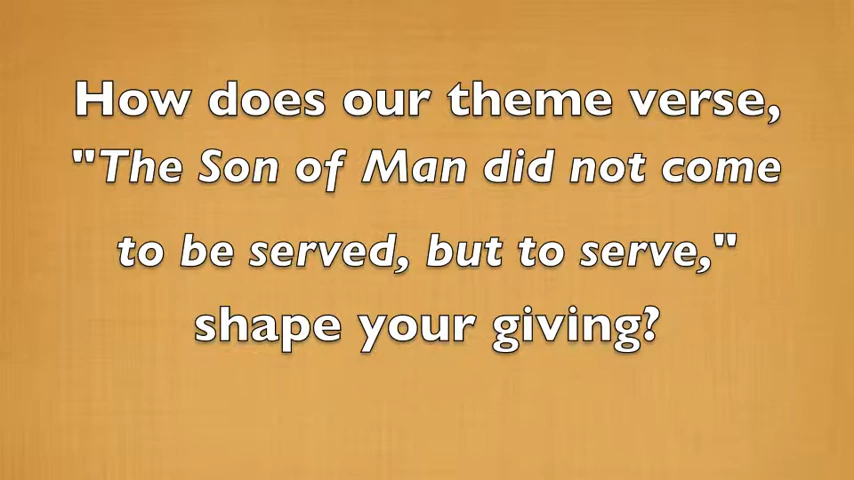 How does our theme verse,
"The Son of Man did not come
to be served, but to serve,"
shape your giving?